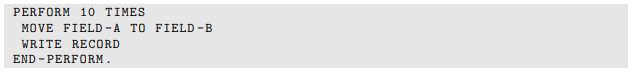 PERFORM 10 TIMES
MOVE FIELD-A TO FIELD-B
WRITE RECORD
END-PERFORM.